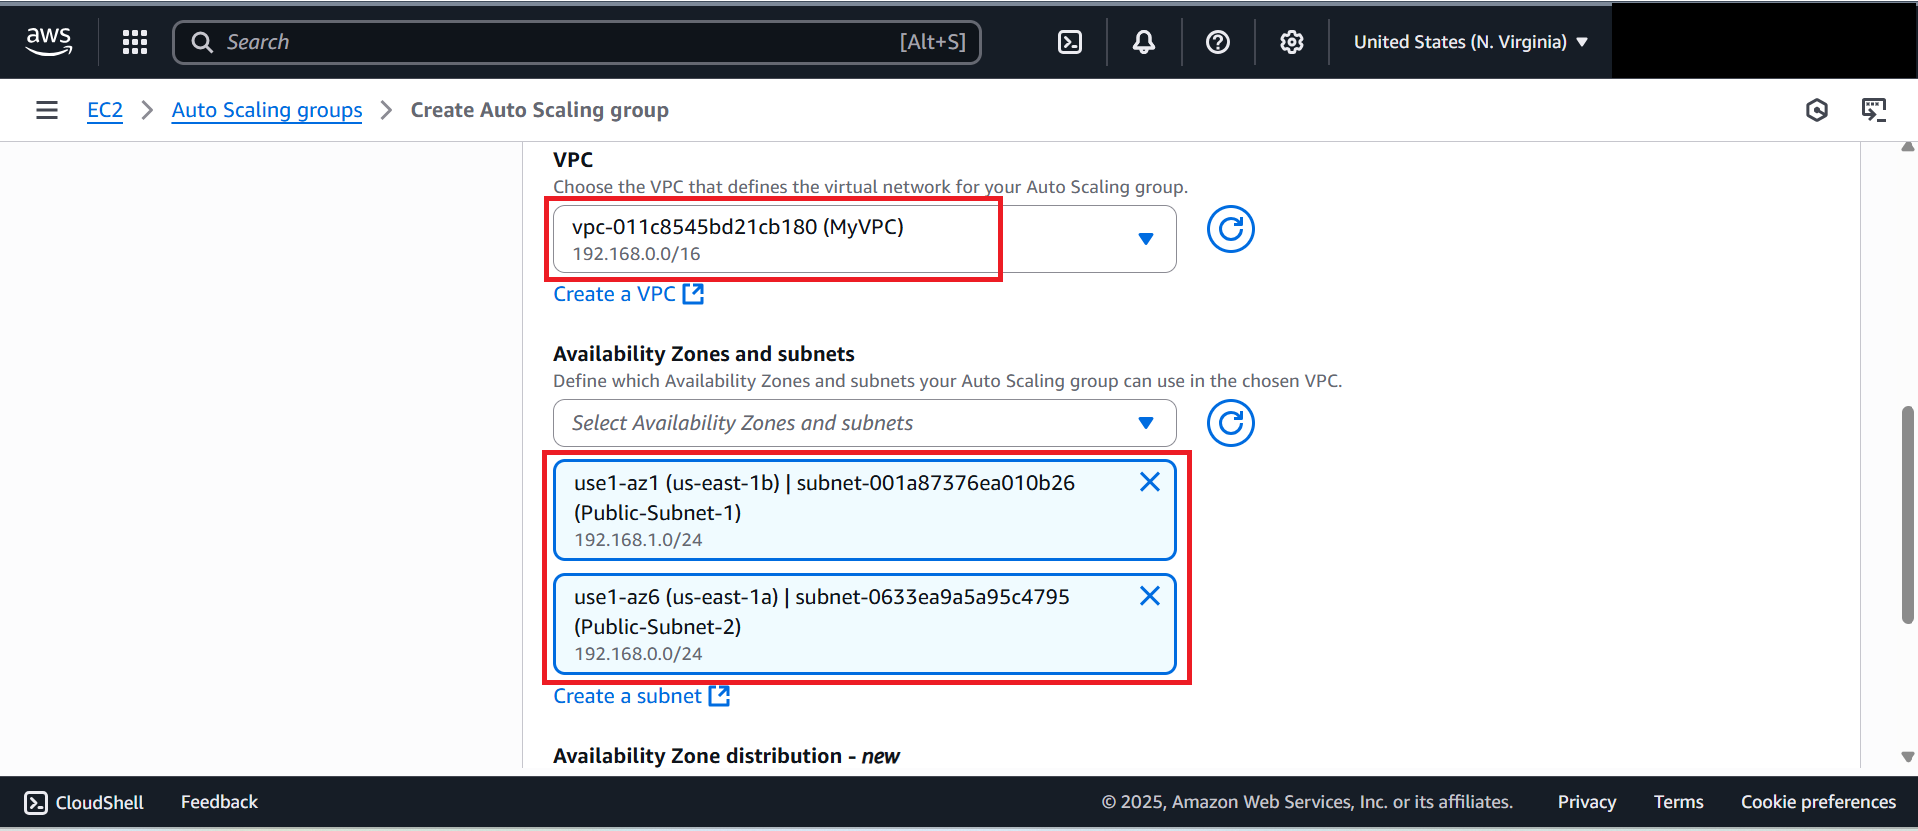 aws
Search [Alt+S]
United States (N. Virginia)
EC2 > Auto Scaling groups > Create Auto Scaling group
VPC
Choose the VPC that defines the virtual network for your Auto Scaling group.
vpc-011c8545bd21cb180 (MyVPC)
192.168.0.0/16
Create a VPC
Availability Zones and subnets
Define which Availability Zones and subnets your Auto Scaling group can use in the chosen VPC.
Select Availability Zones and subnets
use1-az1 (us-east-1b) | subnet-001a87376ea010b26
(Public-Subnet-1)
192.168.1.0/24
use1-az6 (us-east-1a) | subnet-0633ea9a5a95c4795
(Public-Subnet-2)
192.168.0.0/24
Create a subnet
Availability Zone distribution - new
CloudShell Feedback © 2025, Amazon Web Services, Inc. or its affiliates. Privacy Terms Cookie preferences